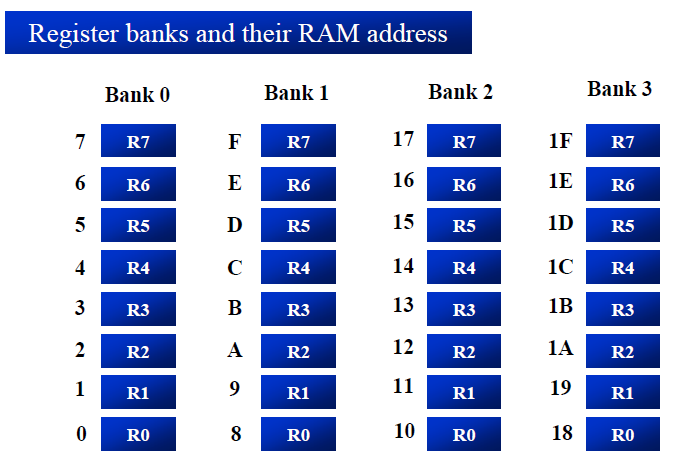 Register banks and their RAM address
Bank 0 Bank 1 Bank 2 Bank 3
7 R7 F R7 17 R7 1F R7
6 R6 E R6 16 R6 1E R6
5 R5 D R5 15 R5 1D R5
4 R4 C R4 14 R4 1C R4
3 R3 B R3 13 R3 1B R3
2 R2 A R2 12 R2 1A R2
1 R1 9 R1 11 R1 19 R1
0 R0 8 R0 10 R0 18 R0